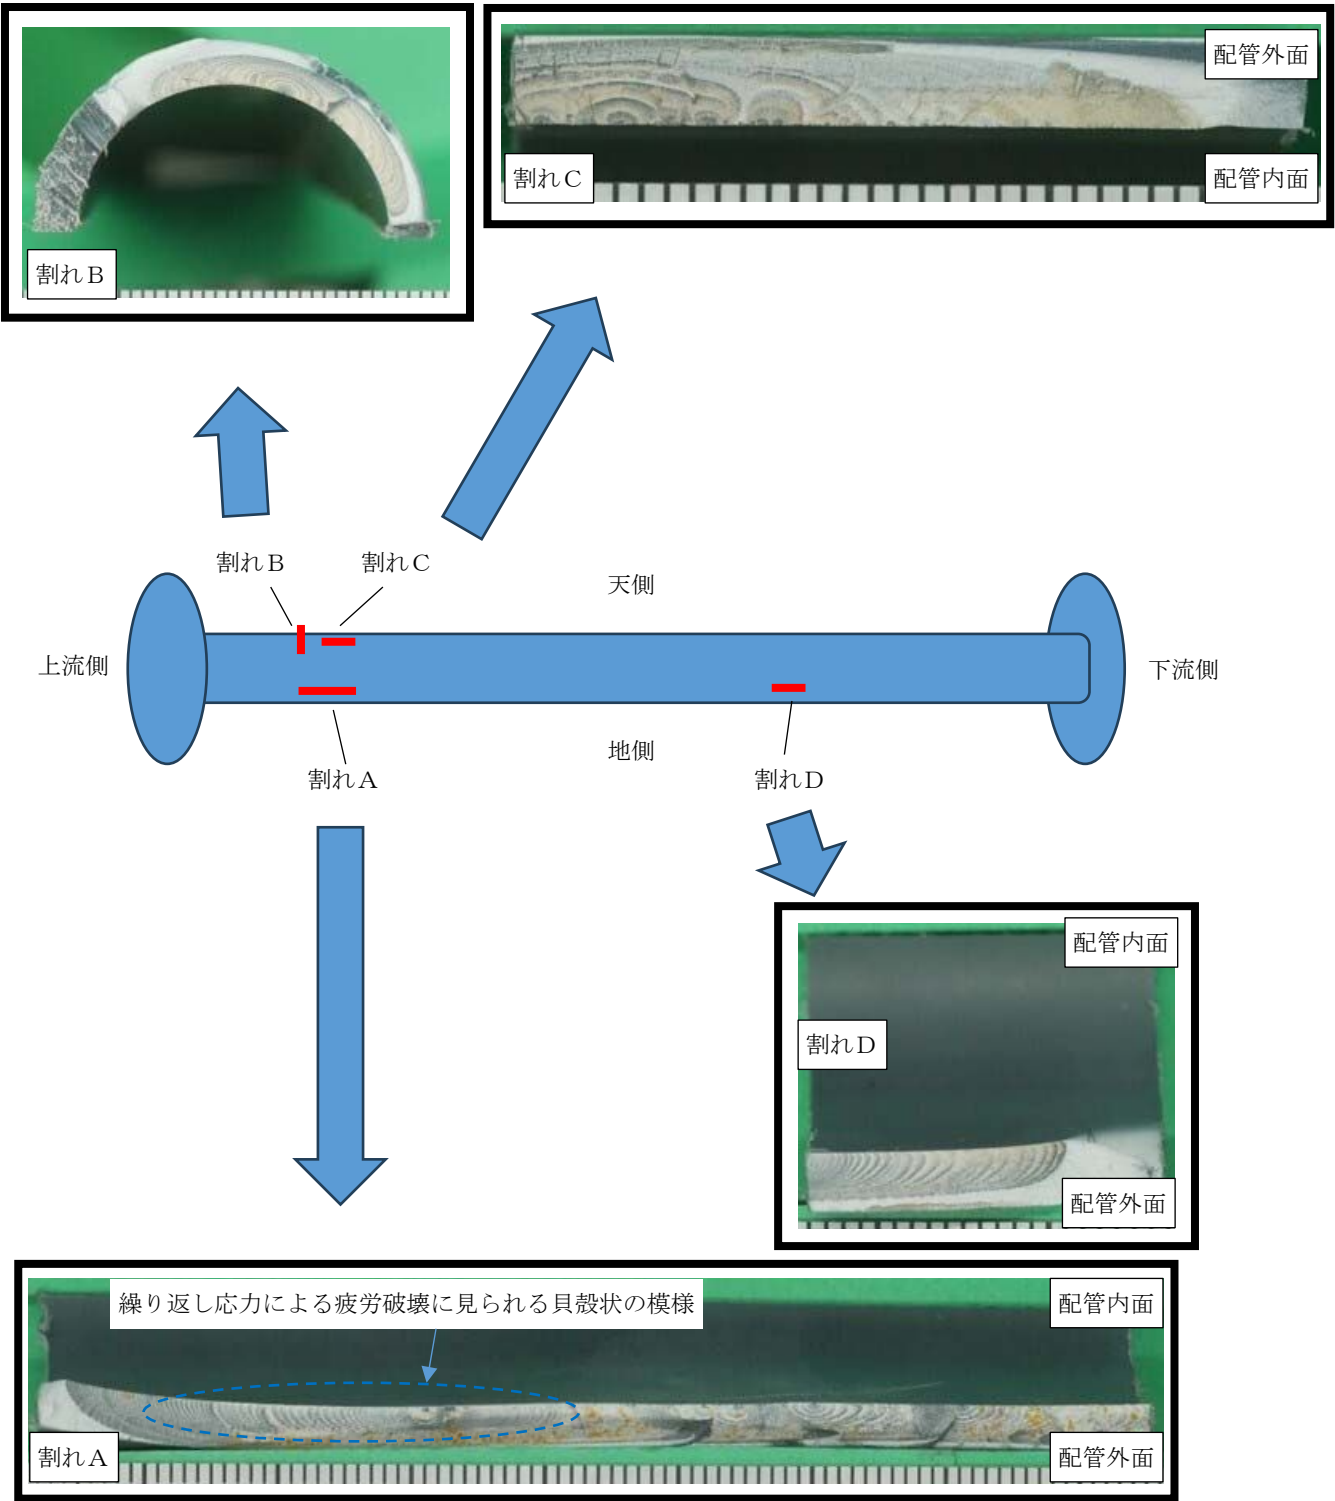 割れＢ
配管外面
割れＣ
配管内面
割れＢ
割れＣ
天側
上流側
下流側
地側
割れＡ
割れＤ
配管内面
割れＤ
配管外面
繰り返し応力による疲労破壊に見られる貝殻状の模様
配管内面
割れＡ
配管外面